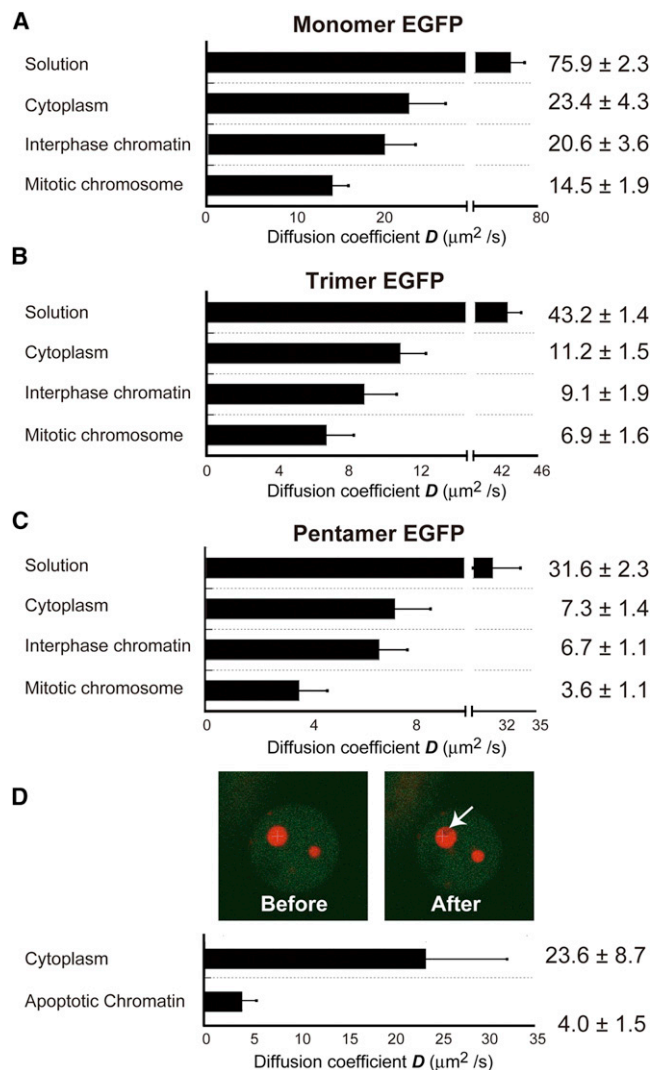 A
Monomer EGFP
Solution
75.9 ± 2.3
Cytoplasm
23.4 ± 4.3
Interphase chromatin
20.6 ± 3.6
Mitotic chromosome
14.5 ± 1.9
0 10 20 80
Diffusion coefficient D (μm² /s)
B
Trimer EGFP
Solution
43.2 ± 1.4
Cytoplasm
11.2 ± 1.5
Interphase chromatin
9.1 ± 1.9
Mitotic chromosome
6.9 ± 1.6
0 4 8 12 42 46
Diffusion coefficient D (μm² /s)
C
Pentamer EGFP
Solution
31.6 ± 2.3
Cytoplasm
7.3 ± 1.4
Interphase chromatin
6.7 ± 1.1
Mitotic chromosome
3.6 ± 1.1
0 4 8 32 35
Diffusion coefficient D (μm² /s)
D
Before After
Cytoplasm
23.6 ± 8.7
Apoptotic Chromatin
4.0 ± 1.5
0 5 10 15 20 25 30 35
Diffusion coefficient D (μm² /s)